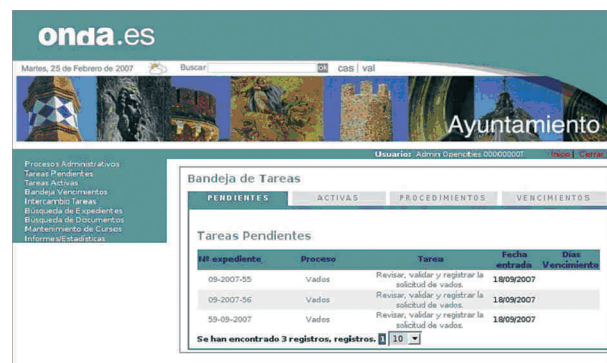 onda.es
Martes, 25 de Febrero de 2007 Buscar ok cas | val
Ayuntamiento
Usuario: Admin Opencities 00000000T Inicio | Cerrar
Procesos Administrativos
Tareas Pendientes
Tareas Activas
Bandeja Vencimientos
Intercambio Tareas
Búsqueda de Expedientes
Búsqueda de Documentos
Mantenimiento de Cursos
Informes/Estadísticas
Bandeja de Tareas
PENDIENTES ACTIVAS PROCEDIMIENTOS VENCIMIENTOS
Tareas Pendientes
Nº expediente Proceso Tarea Fecha entrada Días Vencimiento
09-2007-55 Vados Revisar, validar y registrar la solicitud de vados. 18/09/2007
09-2007-56 Vados Revisar, validar y registrar la solicitud de vados. 18/09/2007
59-09-2007 Vados Revisar, validar y registrar la solicitud de vados. 18/09/2007
Se han encontrado 3 registros, registros. 1 10